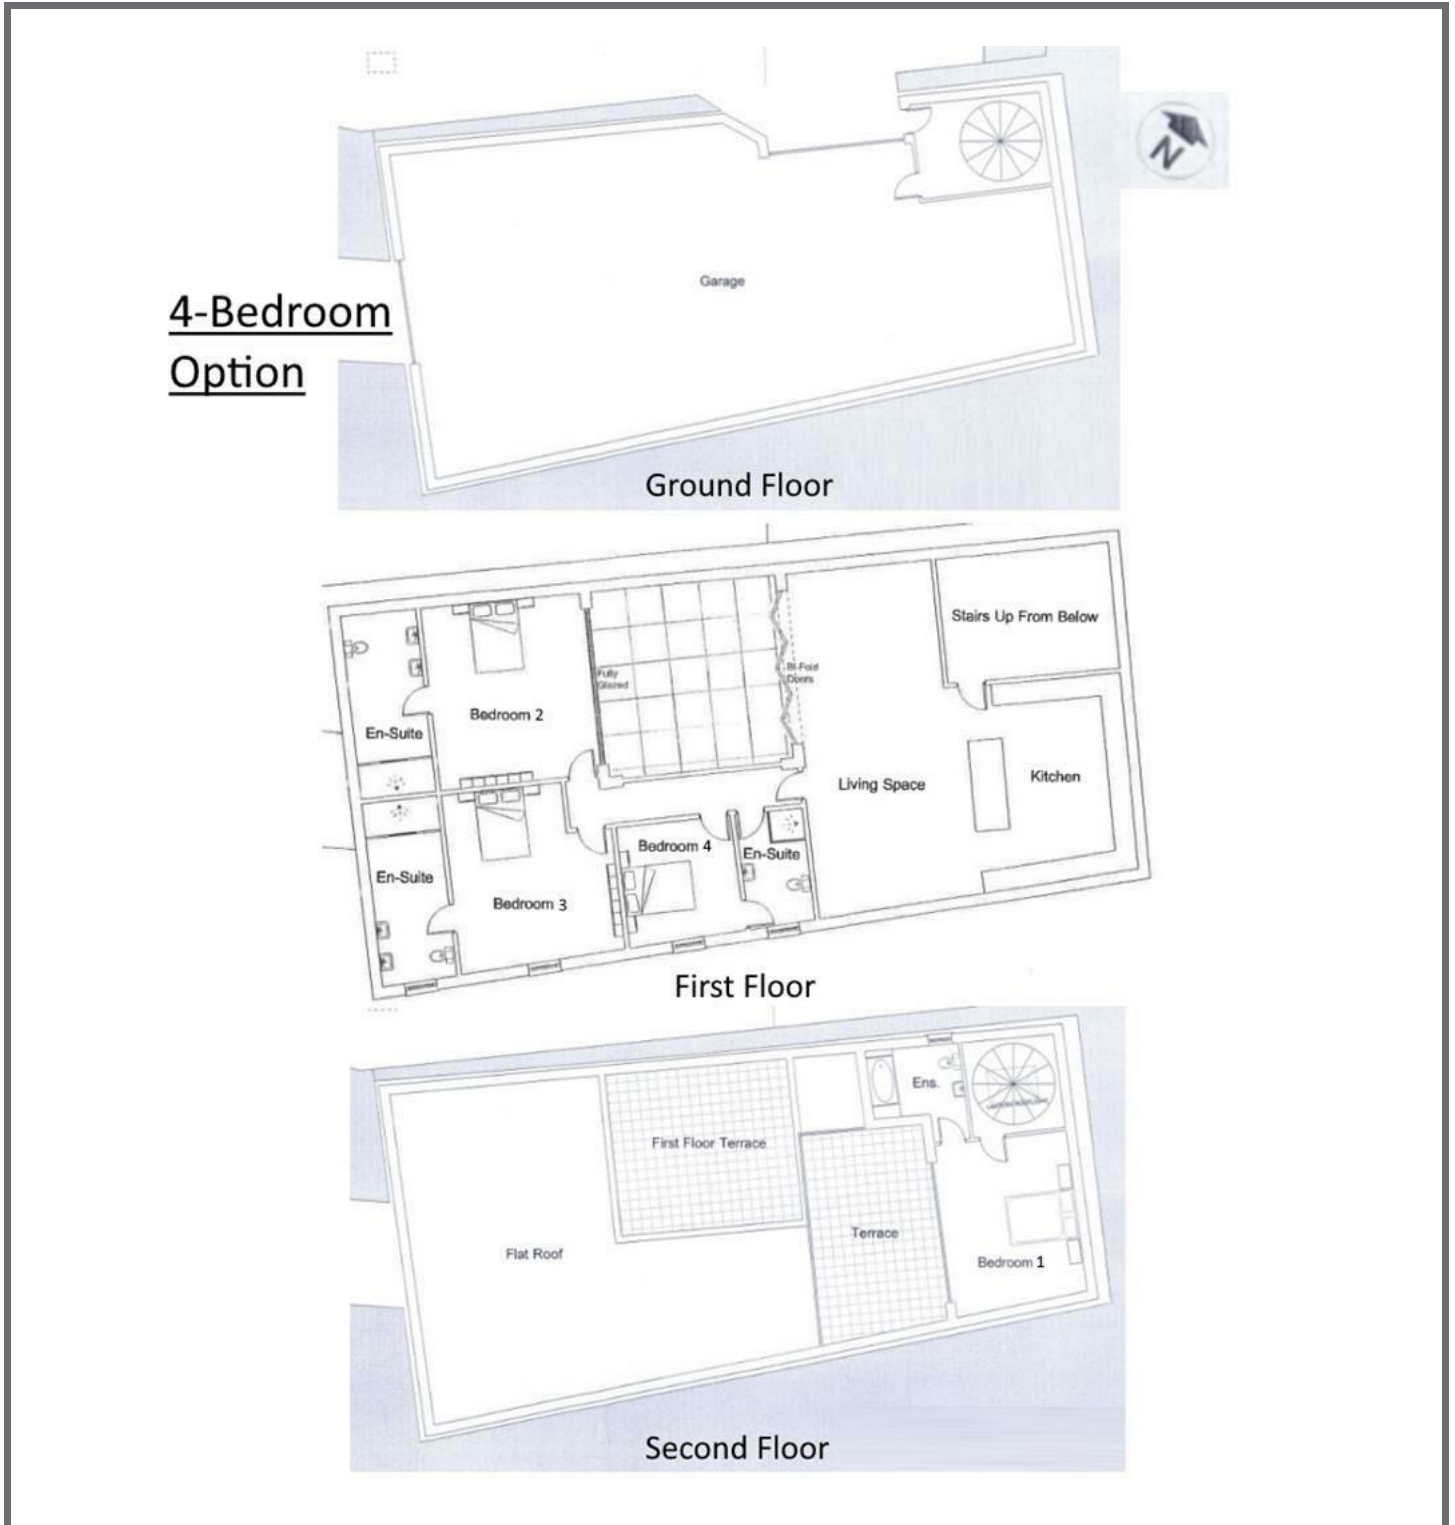 N
4-Bedroom
Option
Garage
Ground Floor
Stairs Up From Below
Fully
Glazed
Bi-Fold
Doors
Bedroom 2
En-Suite
Living Space
Kitchen
Bedroom 4
En-Suite
En-Suite
Bedroom 3
First Floor
Ens.
First Floor Terrace
Terrace
Flat Roof
Bedroom 1
Second Floor